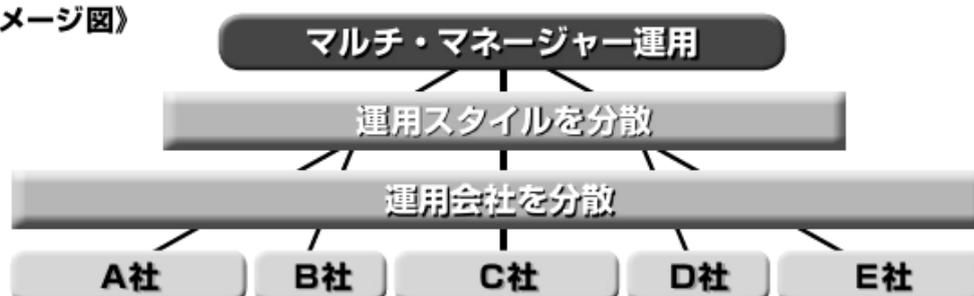 メージ図》
マルチ・マネージャー運用
運用スタイルを分散
運用会社を分散
A社 B社 C社 D社 E社